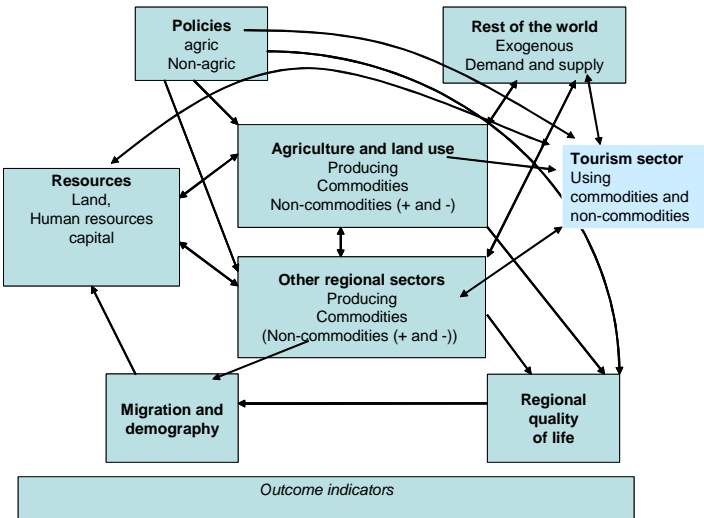 Policies
agric
Non-agric
Rest of the world
Exogenous
Demand and supply
Agriculture and land use
Producing
Commodities
Non-commodities (+ and -)
Tourism sector
Using
commodities and
non-commodities
Resources
Land,
Human resources
capital
Other regional sectors
Producing
Commodities
(Non-commodities (+ and -))
Migration and
demography
Regional
quality
of life
Outcome indicators